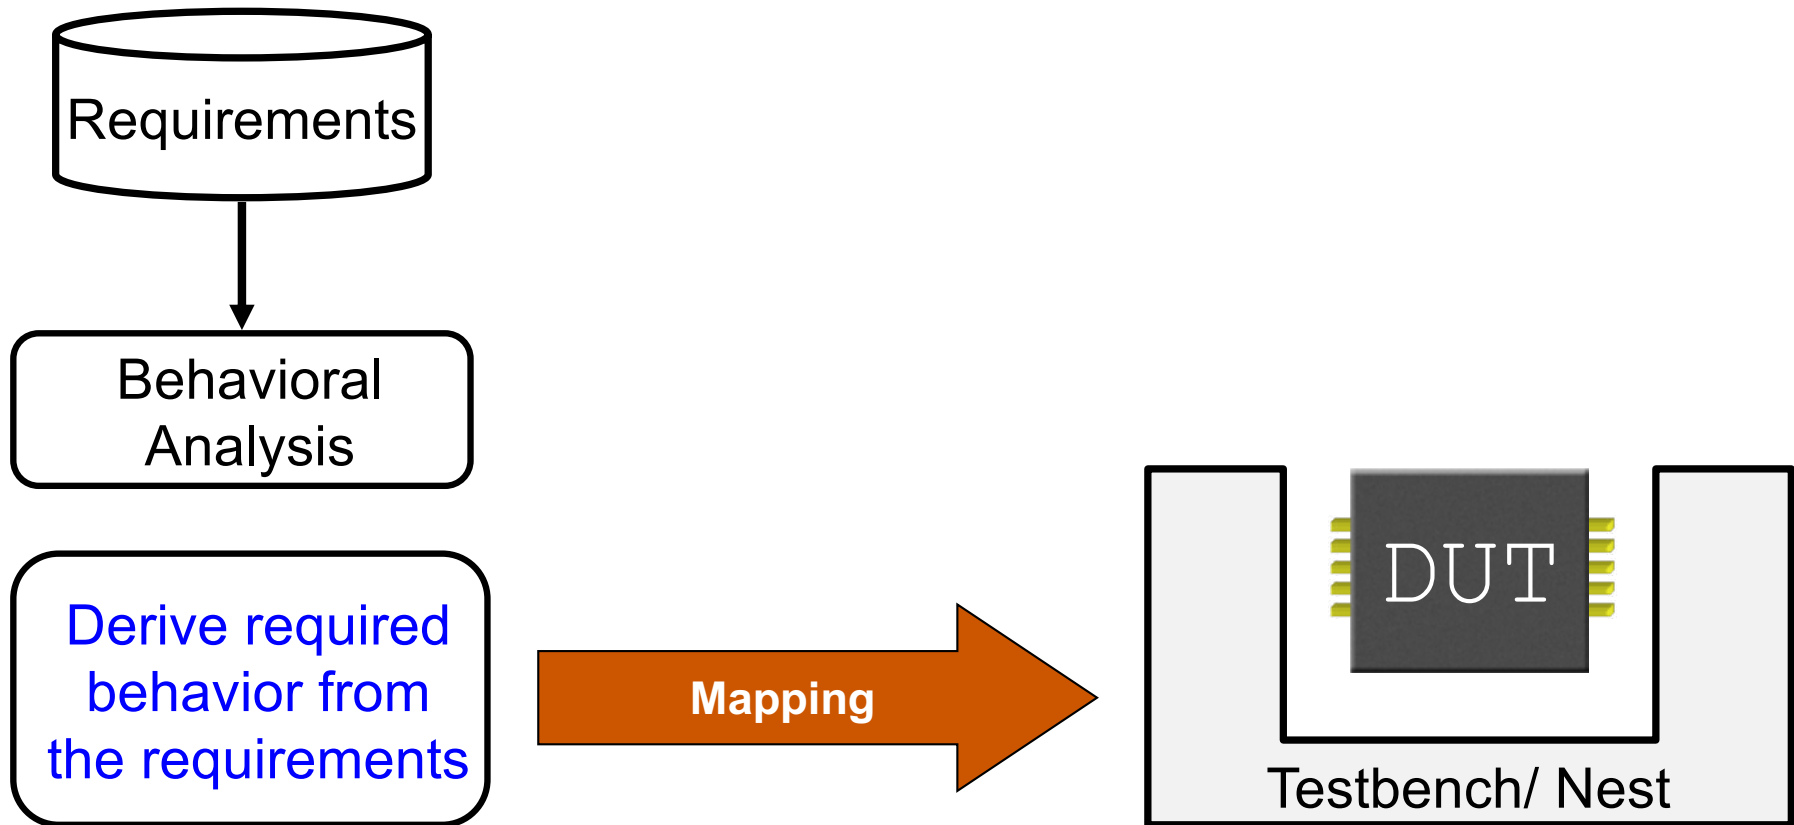 Requirements
Behavioral
Analysis
Derive required
behavior from
the requirements
Mapping
DUT
Testbench/ Nest